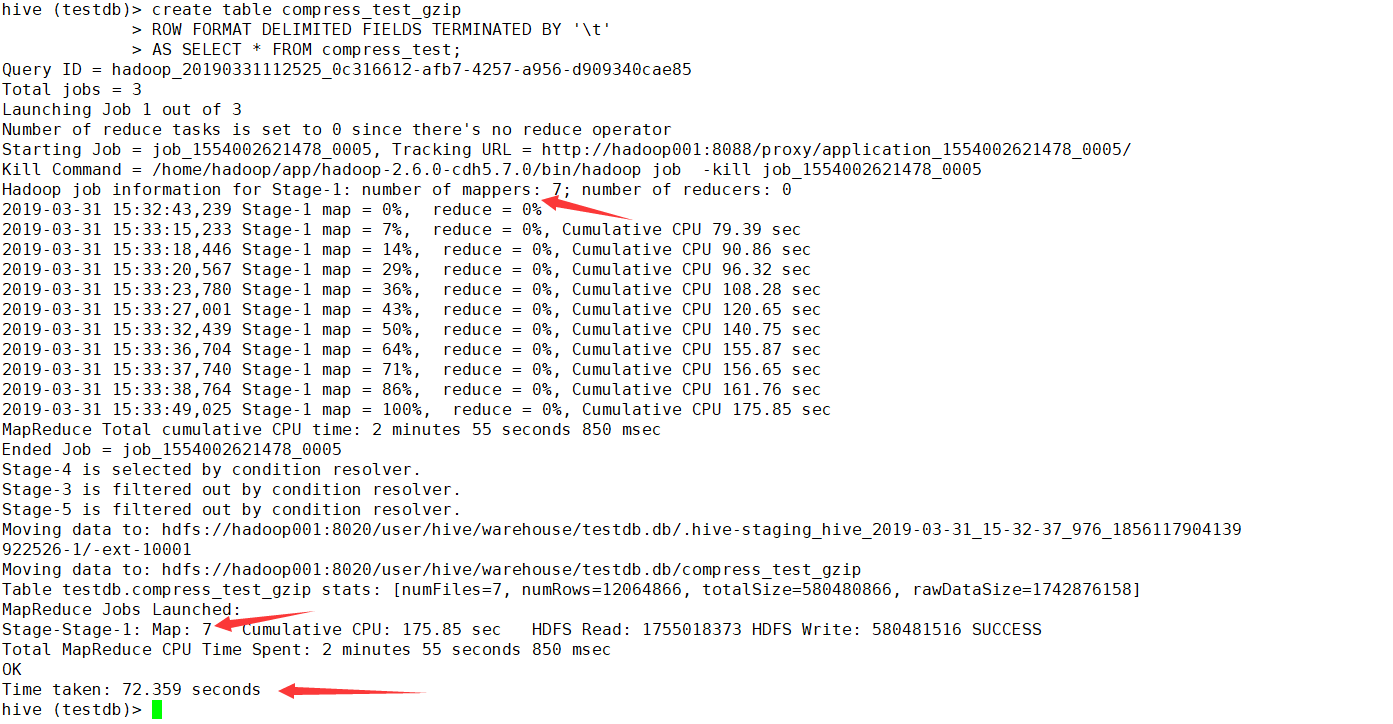 hive (testdb)> create table compress_test_gzip
             > ROW FORMAT DELIMITED FIELDS TERMINATED BY '\t'
             > AS SELECT * FROM compress_test;
Query ID = hadoop_20190331112525_0c316612-afb7-4257-a956-d909340cae85
Total jobs = 3
Launching Job 1 out of 3
Number of reduce tasks is set to 0 since there's no reduce operator
Starting Job = job_1554002621478_0005, Tracking URL = http://hadoop001:8088/proxy/application_1554002621478_0005/
Kill Command = /home/hadoop/app/hadoop-2.6.0-cdh5.7.0/bin/hadoop job  -kill job_1554002621478_0005
Hadoop job information for Stage-1: number of mappers: 7; number of reducers: 0
2019-03-31 15:32:43,239 Stage-1 map = 0%,  reduce = 0%
2019-03-31 15:33:15,233 Stage-1 map = 7%,  reduce = 0%, Cumulative CPU 79.39 sec
2019-03-31 15:33:18,446 Stage-1 map = 14%,  reduce = 0%, Cumulative CPU 90.86 sec
2019-03-31 15:33:20,567 Stage-1 map = 29%,  reduce = 0%, Cumulative CPU 96.32 sec
2019-03-31 15:33:23,780 Stage-1 map = 36%,  reduce = 0%, Cumulative CPU 108.28 sec
2019-03-31 15:33:27,001 Stage-1 map = 43%,  reduce = 0%, Cumulative CPU 120.65 sec
2019-03-31 15:33:32,439 Stage-1 map = 50%,  reduce = 0%, Cumulative CPU 140.75 sec
2019-03-31 15:33:36,704 Stage-1 map = 64%,  reduce = 0%, Cumulative CPU 155.87 sec
2019-03-31 15:33:37,740 Stage-1 map = 71%,  reduce = 0%, Cumulative CPU 156.65 sec
2019-03-31 15:33:38,764 Stage-1 map = 86%,  reduce = 0%, Cumulative CPU 161.76 sec
2019-03-31 15:33:49,025 Stage-1 map = 100%,  reduce = 0%, Cumulative CPU 175.85 sec
MapReduce Total cumulative CPU time: 2 minutes 55 seconds 850 msec
Ended Job = job_1554002621478_0005
Stage-4 is selected by condition resolver.
Stage-3 is filtered out by condition resolver.
Stage-5 is filtered out by condition resolver.
Moving data to: hdfs://hadoop001:8020/user/hive/warehouse/testdb.db/.hive-staging_hive_2019-03-31_15-32-37_976_1856117904139
922526-1/-ext-10001
Moving data to: hdfs://hadoop001:8020/user/hive/warehouse/testdb.db/compress_test_gzip
Table testdb.compress_test_gzip stats: [numFiles=7, numRows=12064866, totalSize=580480866, rawDataSize=1742876158]
MapReduce Jobs Launched:
Stage-Stage-1: Map: 7   Cumulative CPU: 175.85 sec   HDFS Read: 1755018373 HDFS Write: 580481516 SUCCESS
Total MapReduce CPU Time Spent: 2 minutes 55 seconds 850 msec
OK
Time taken: 72.359 seconds
hive (testdb)>